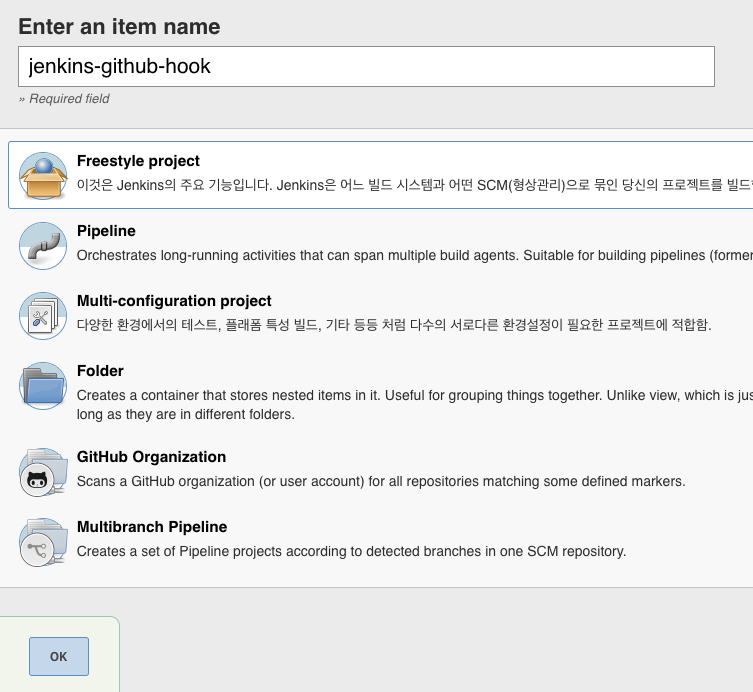 Enter an item name
jenkins-github-hook
» Required field
Freestyle project
이것은 Jenkins의 주요 기능입니다. Jenkins은 어느 빌드 시스템과 어떤 SCM(형상관리)으로 묶인 당신의 프로젝트를 빌드
Pipeline
Orchestrates long-running activities that can span multiple build agents. Suitable for building pipelines (former
Multi-configuration project
다양한 환경에서의 테스트, 플래폼 특성 빌드, 기타 등등 처럼 다수의 서로다른 환경설정이 필요한 프로젝트에 적합함.
Folder
Creates a container that stores nested items in it. Useful for grouping things together. Unlike view, which is jus
long as they are in different folders.
GitHub Organization
Scans a GitHub organization (or user account) for all repositories matching some defined markers.
Multibranch Pipeline
Creates a set of Pipeline projects according to detected branches in one SCM repository.
OK